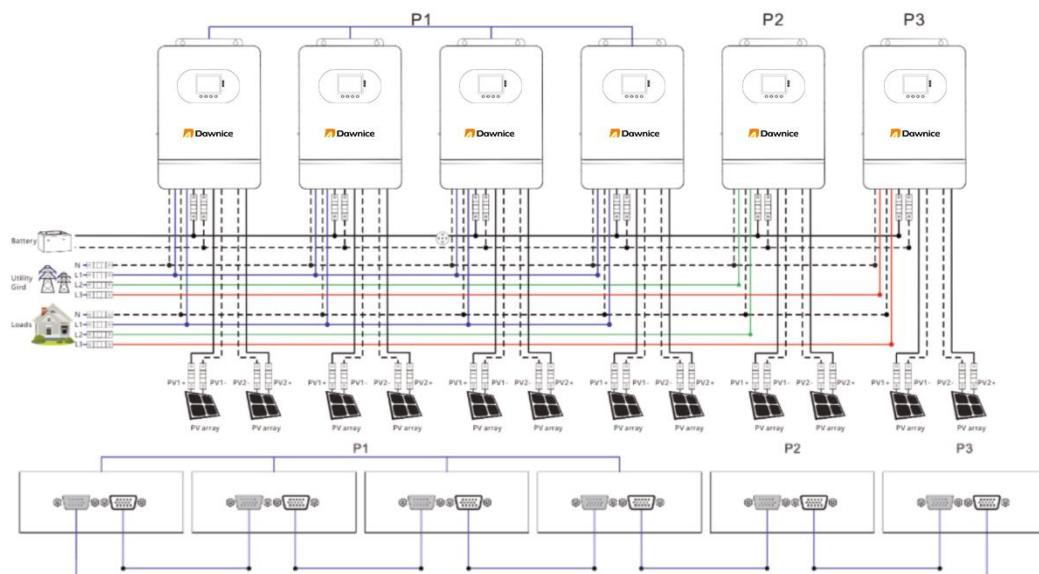 P1 P2 P3
Dawnice Dawnice Dawnice Dawnice Dawnice Dawnice
Battery
N
Utility L1
Gird L2
L3
N
Loads L1
L2
L3
PV1+ PV1- PV2- PV2+ PV1+ PV1- PV2- PV2+ PV1+ PV1- PV2- PV2+ PV1+ PV1- PV2- PV2+ PV1+ PV1- PV2- PV2+ PV1+ PV1- PV2- PV2+
PV array PV array PV array PV array PV array PV array PV array PV array PV array PV array PV array PV array
P1 P2 P3